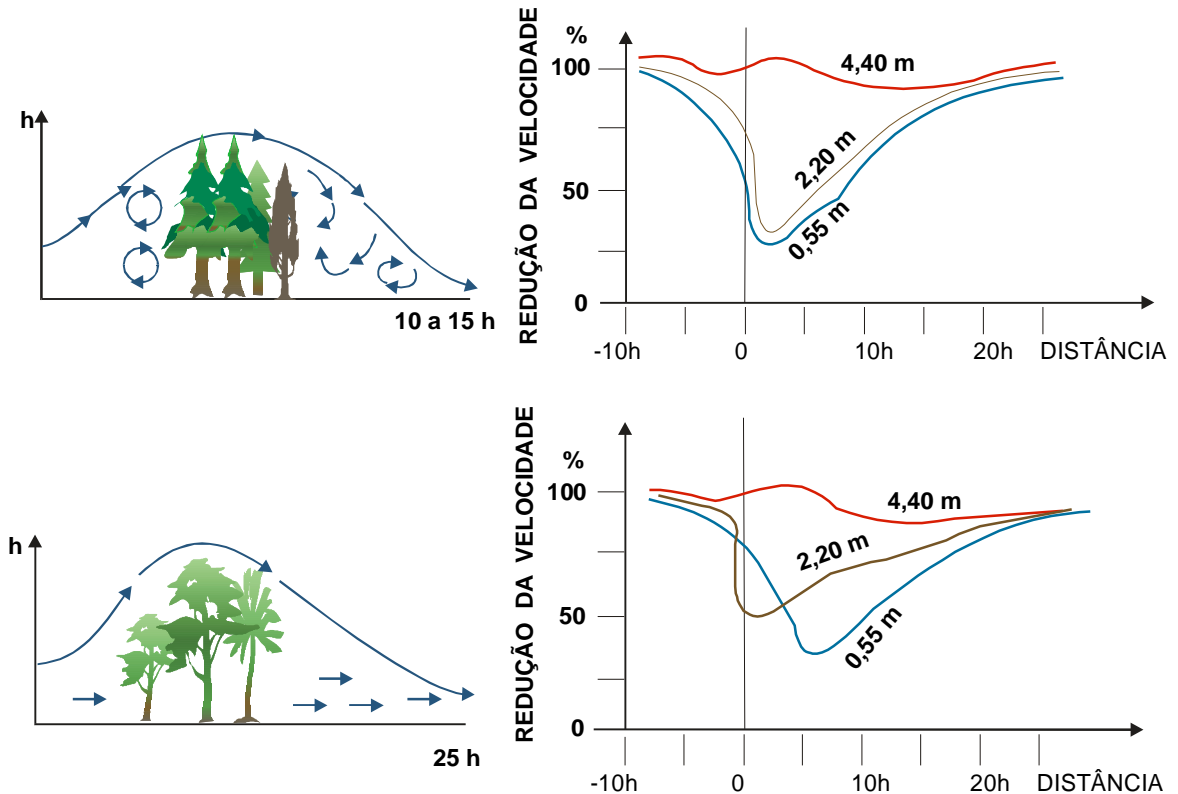 h
10 a 15 h
REDUÇÃO DA VELOCIDADE
%
100
50
0
4,40 m
2,20 m
0,55 m
-10h 0 10h 20h DISTÂNCIA
h
25 h
REDUÇÃO DA VELOCIDADE
%
100
50
0
4,40 m
2,20 m
0,55 m
-10h 0 10h 20h DISTÂNCIA